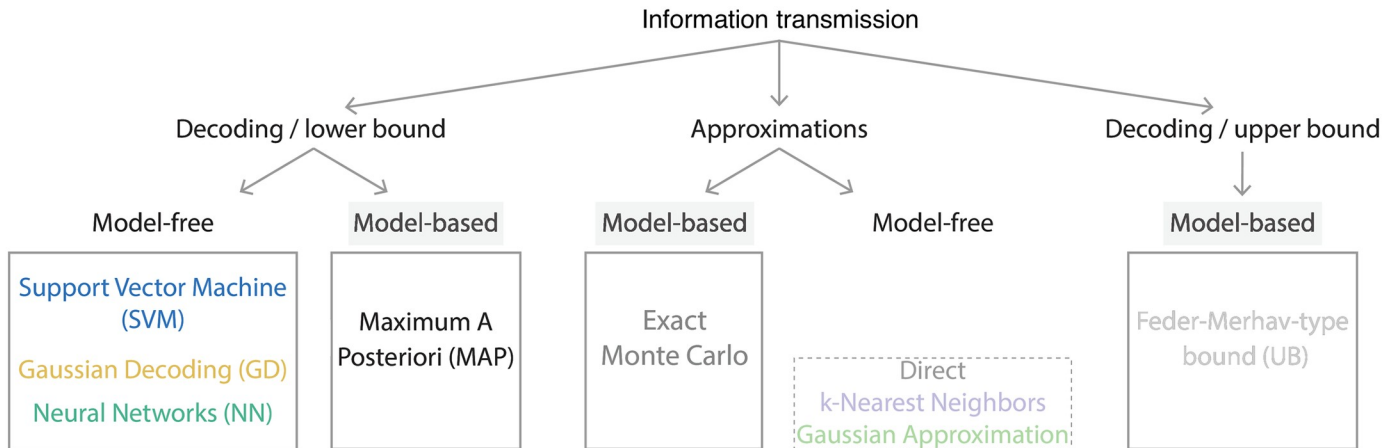 Information transmission
Decoding / lower bound
Approximations
Decoding / upper bound
Model-free
Model-based
Model-based
Model-free
Model-based
Support Vector Machine
(SVM)
Gaussian Decoding (GD)
Neural Networks (NN)
Maximum A
Posteriori (MAP)
Exact
Monte Carlo
Direct
k-Nearest Neighbors
Gaussian Approximation
Feder-Merhav-type
bound (UB)